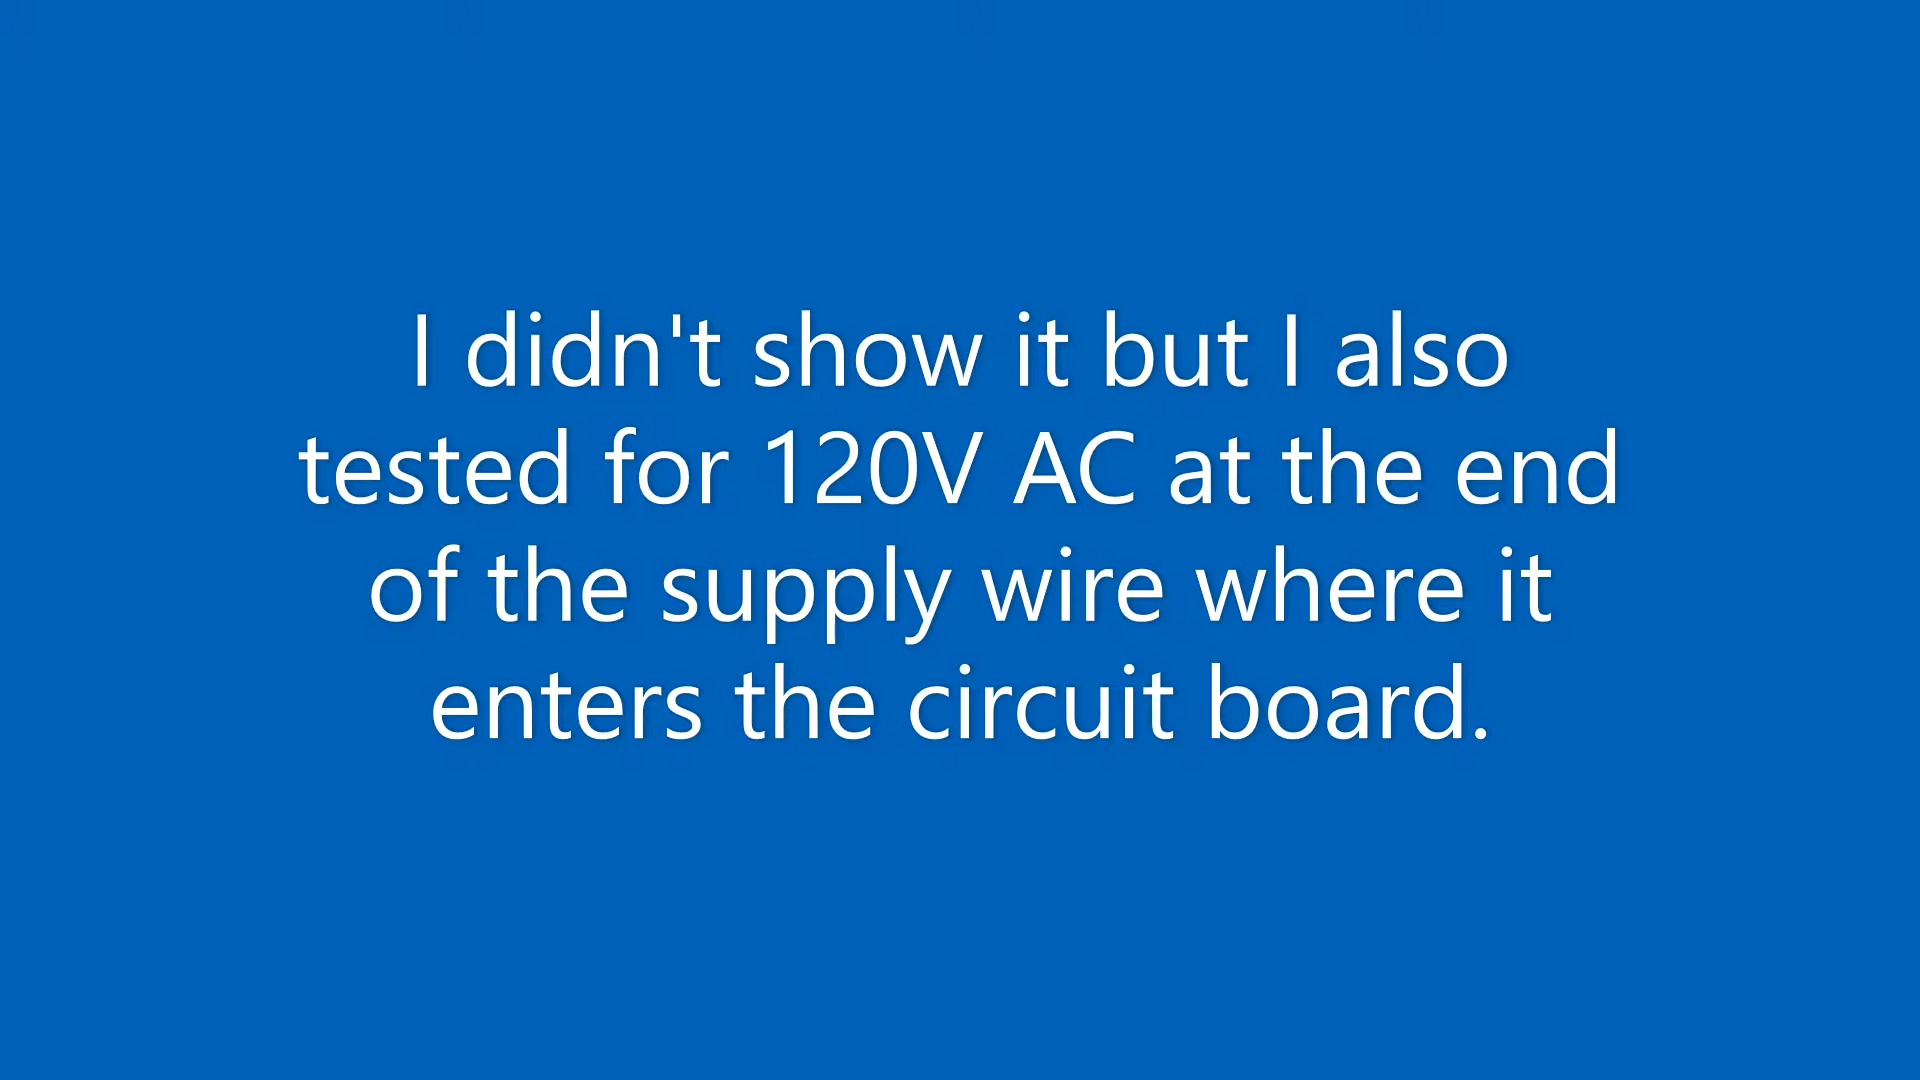 I didn't show it but I also
tested for 120V AC at the end
of the supply wire where it
enters the circuit board.